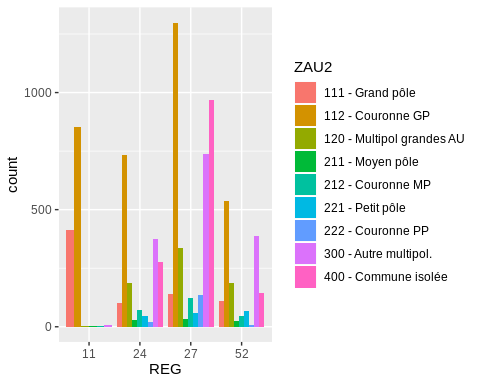 1000
500
0
count
11 24 27 52
REG
ZAU2
111 - Grand pôle
112 - Couronne GP
120 - Multipol grandes AU
211 - Moyen pôle
212 - Couronne MP
221 - Petit pôle
222 - Couronne PP
300 - Autre multipol.
400 - Commune isolée